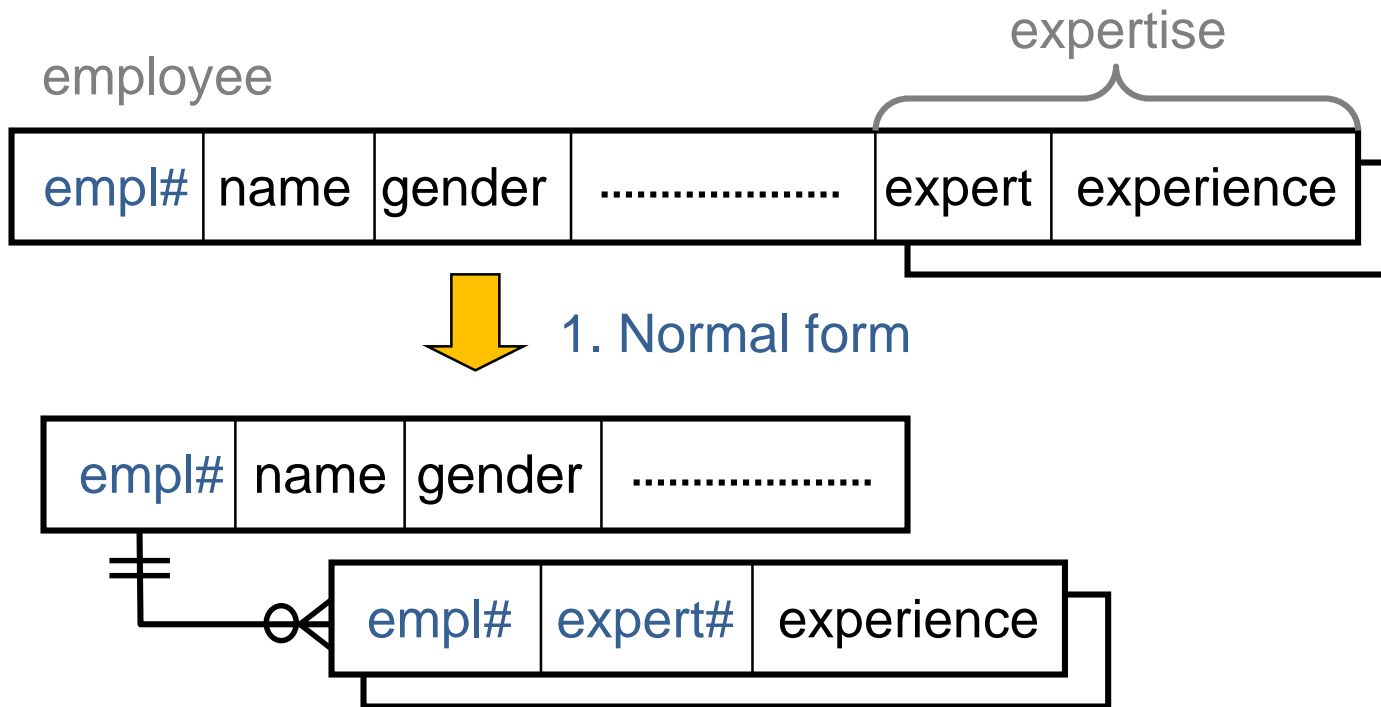 expertise
employee
empl# name gender ..................... expert experience
1. Normal form
empl# name gender .....................
empl# expert# experience